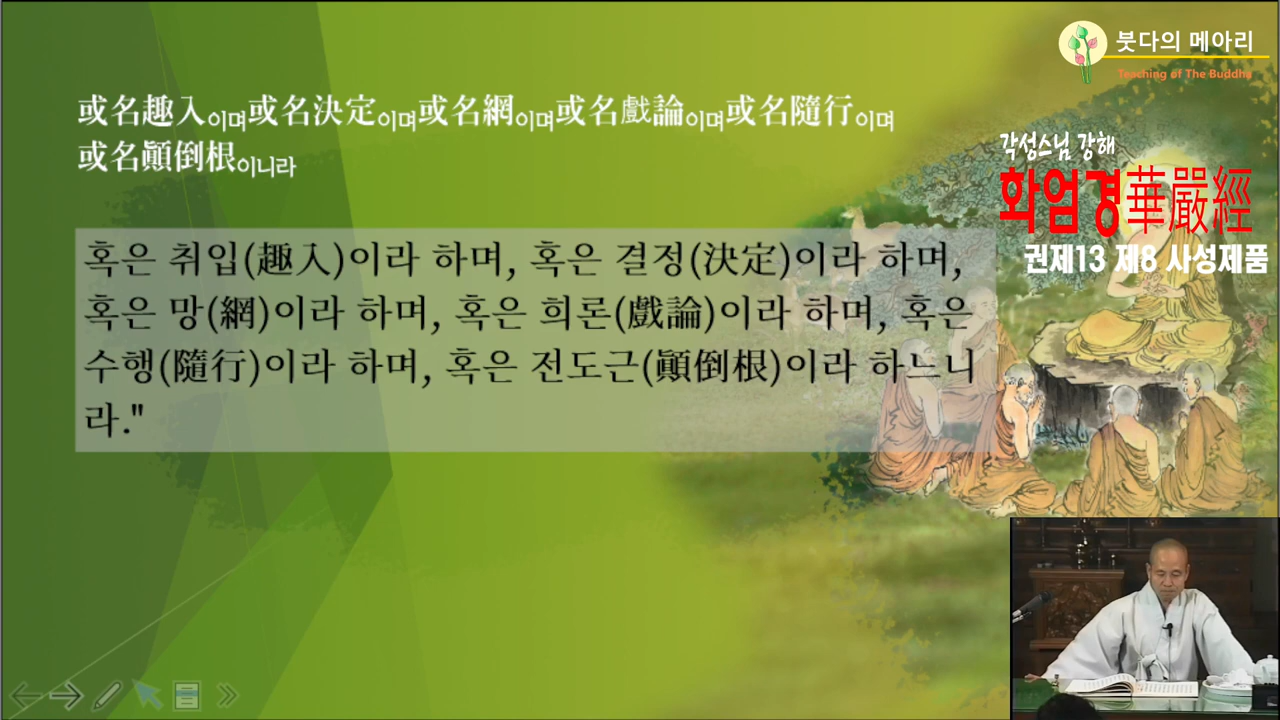 붓다의 메아리
Teaching of The Buddha
或名趣入이며或名決定이며或名網이며或名戱論이며或名隨行이며
或名顚倒根이니라
각성스님 강해
화엄경華嚴經
권제13 제8 사성제품
혹은 취입(趣入)이라 하며, 혹은 결정(決定)이라 하며,
혹은 망(網)이라 하며, 혹은 희론(戲論)이라 하며, 혹은
수행(隨行)이라 하며, 혹은 전도근(顚倒根)이라 하느니
라."